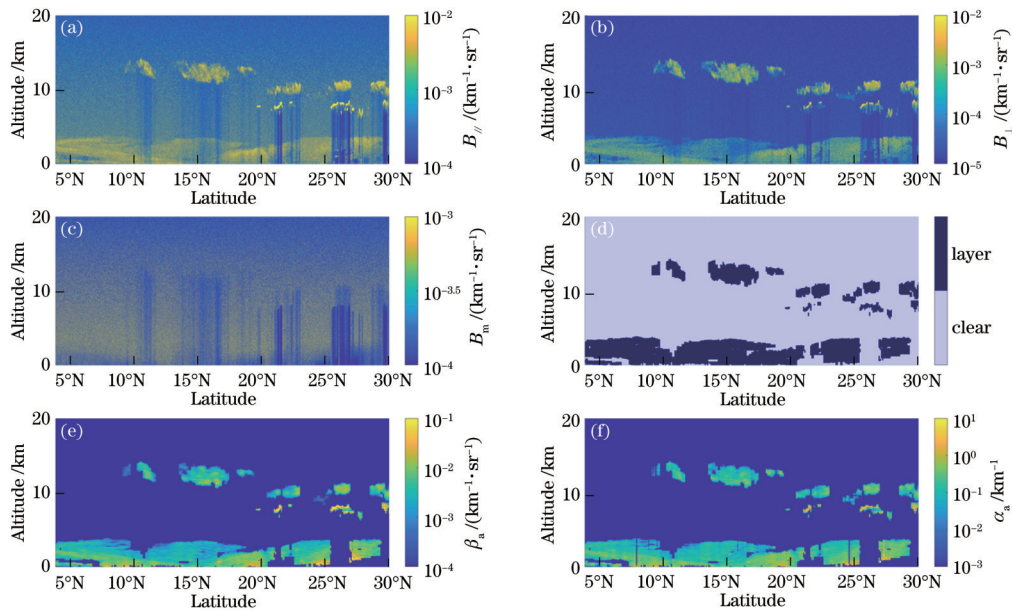 (a)
20
10
0
Altitude /km
5°N 10°N 15°N 20°N 25°N 30°N
Latitude
10⁻²
10⁻³
10⁻⁴
B// /(km⁻¹·sr⁻¹)
(b)
20
10
0
Altitude /km
5°N 10°N 15°N 20°N 25°N 30°N
Latitude
10⁻²
10⁻³
10⁻⁴
10⁻⁵
B⊥ /(km⁻¹·sr⁻¹)
(c)
20
10
0
Altitude /km
5°N 10°N 15°N 20°N 25°N 30°N
Latitude
10⁻³
10⁻³·⁵
10⁻⁴
Bₘ /(km⁻¹·sr⁻¹)
(d)
20
10
0
Altitude /km
5°N 10°N 15°N 20°N 25°N 30°N
Latitude
layer
clear
(e)
20
10
0
Altitude /km
5°N 10°N 15°N 20°N 25°N 30°N
Latitude
10⁻¹
10⁻²
10⁻³
10⁻⁴
βₐ /(km⁻¹·sr⁻¹)
(f)
20
10
0
Altitude /km
5°N 10°N 15°N 20°N 25°N 30°N
Latitude
10¹
10⁰
10⁻¹
10⁻²
10⁻³
αₐ /km⁻¹